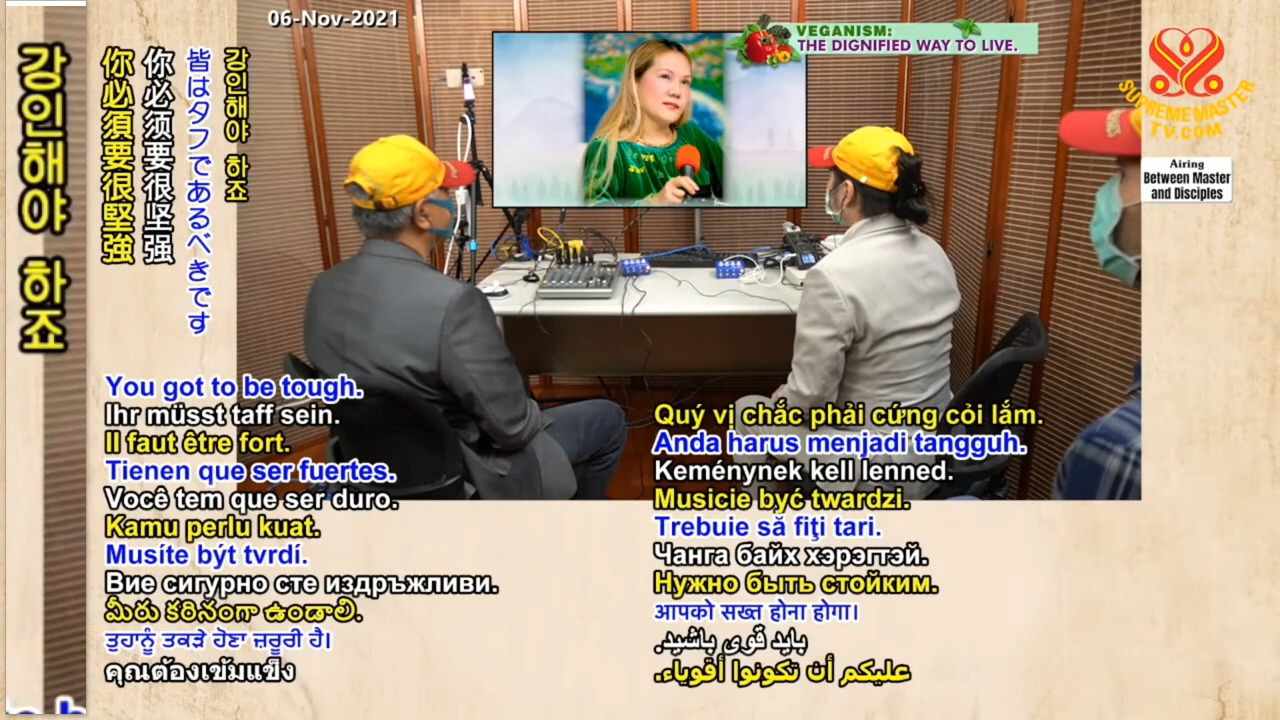 06-Nov-2021
VEGANISM:
THE DIGNIFIED WAY TO LIVE.
SUPREME MASTER
TV.COM
Airing
Between Master
and Disciples
강인해야 하죠
你必須要很堅強
你必须要很坚强
皆はタフであるべきです
강인해야 하죠
You got to be tough.
Ihr müsst taff sein.
Il faut être fort.
Tienen que ser fuertes.
Você tem que ser duro.
Kamu perlu kuat.
Musíte být tvrdí.
Вие сигурно сте издръжливи.
మీరు కఠినంగా ఉండాలి.
ਤੁਹਾਨੂੰ ਤਕੜੇ ਹੋਣਾ ਜ਼ਰੂਰੀ ਹੈ।
คุณต้องเข้มแข็ง
Quý vị chắc phải cứng cỏi lắm.
Anda harus menjadi tangguh.
Keménynek kell lenned.
Musicie być twardzi.
Trebuie să fiţi tari.
Чанга байх хэрэгтэй.
Нужно быть стойким.
आपको सख्त होना होगा।
باید قوی باشید.
عليكم أن تكونوا أقوياء.